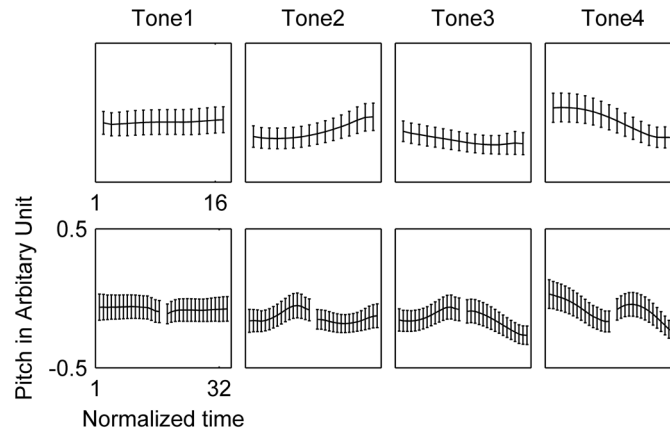 Tone1 Tone2 Tone3 Tone4
1 16
Pitch in Arbitary Unit
0.5
-0.5
1 32
Normalized time